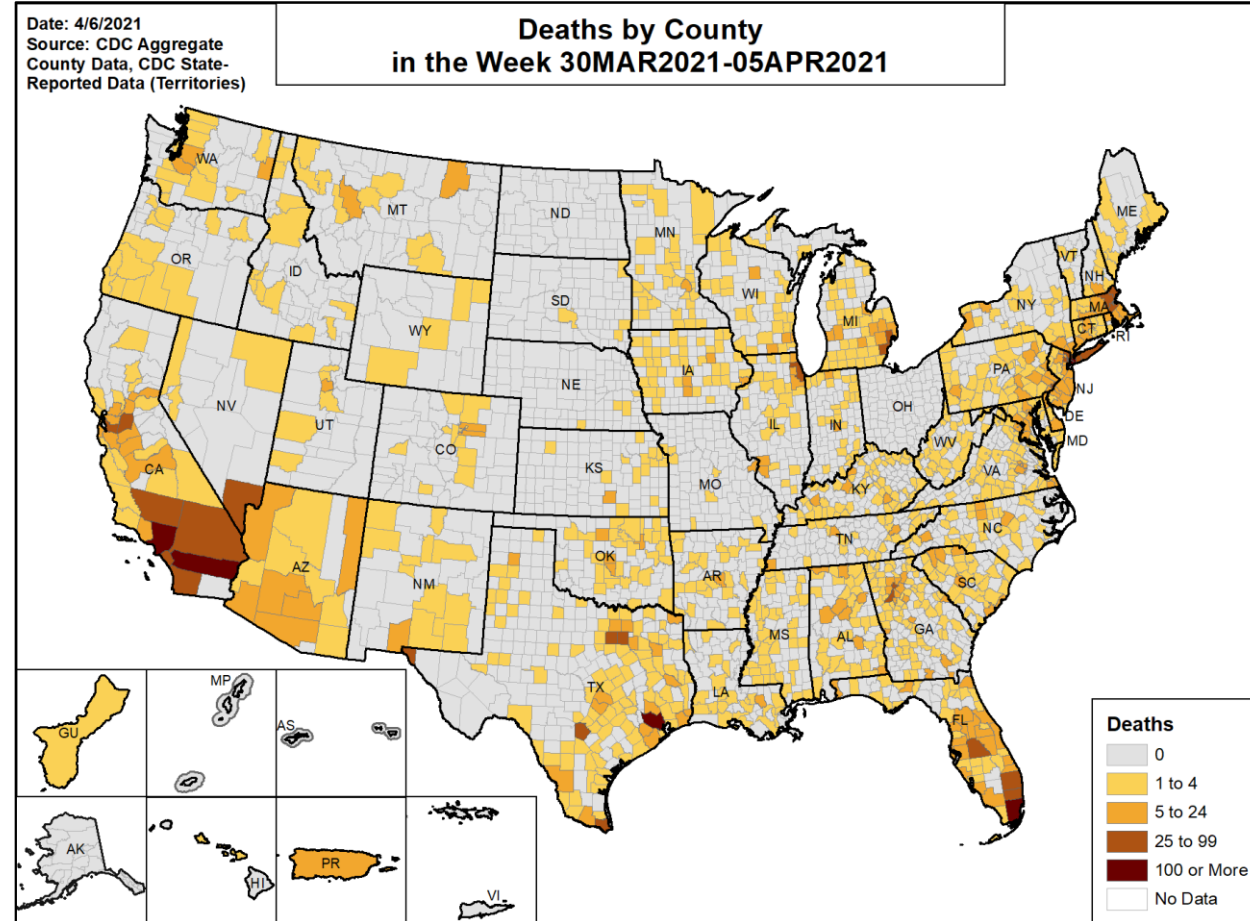 Date: 4/6/2021
Source: CDC Aggregate
County Data, CDC State-
Reported Data (Territories)
Deaths by County
in the Week 30MAR2021-05APR2021
WA
MT
ND
MN
ME
OR
ID
SD
WI
MI
VT
NH
NY
MA
CT
RI
WY
NE
IA
PA
NJ
NV
UT
CO
KS
MO
IL
IN
OH
WV
DE
MD
VA
CA
KY
AZ
NM
OK
AR
TN
NC
SC
TX
LA
MS
AL
GA
FL
GU
MP
AS
AK
HI
PR
VI
Deaths
0
1 to 4
5 to 24
25 to 99
100 or More
No Data